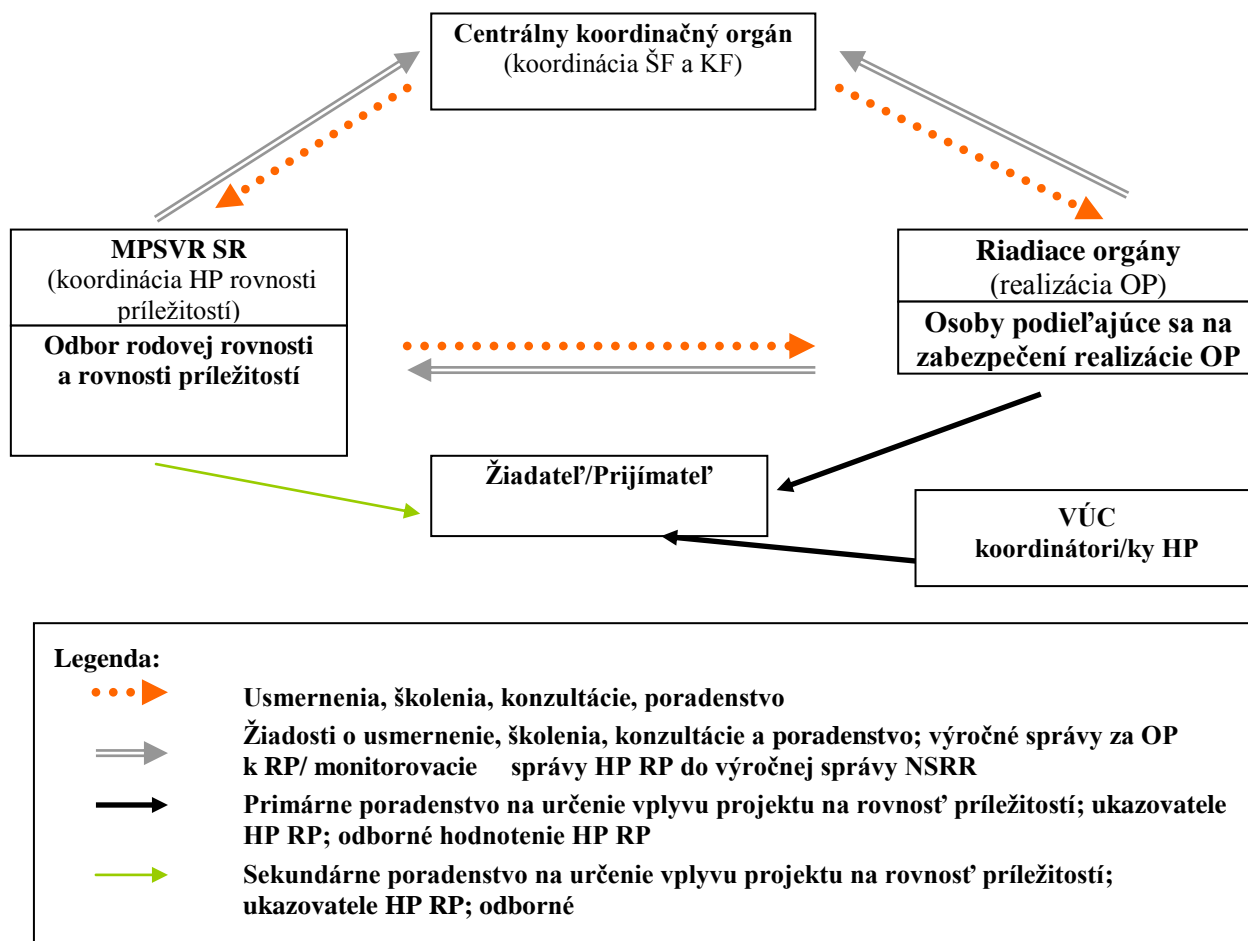 Centrálny koordinačný orgán
(koordinácia ŠF a KF)
MPSVR SR
(koordinácia HP rovnosti
príležitostí)
Odbor rodovej rovnosti
a rovnosti príležitostí
Riadiace orgány
(realizácia OP)
Osoby podieľajúce sa na
zabezpečení realizácie OP
Žiadateľ/Prijímateľ
VÚC
koordinátori/ky HP
Legenda:
Usmernenia, školenia, konzultácie, poradenstvo
Žiadosti o usmernenie, školenia, konzultácie a poradenstvo; výročné správy za OP
k RP/ monitorovacie správy HP RP do výročnej správy NSRR
Primárne poradenstvo na určenie vplyvu projektu na rovnosť príležitostí; ukazovatele
HP RP; odborné hodnotenie HP RP
Sekundárne poradenstvo na určenie vplyvu projektu na rovnosť príležitostí;
ukazovatele HP RP; odborné